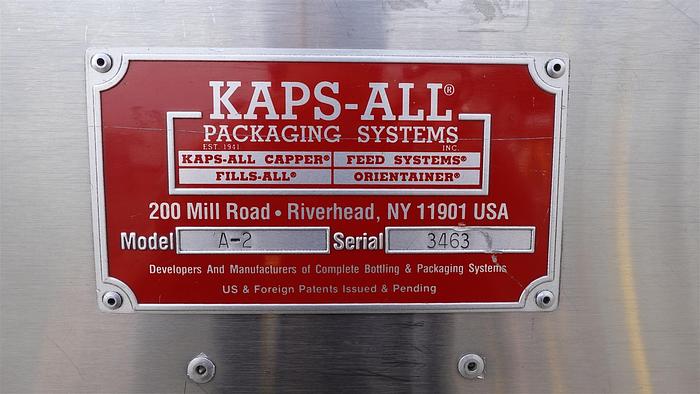 KAPS-ALL®
PACKAGING SYSTEMS
EST. 1941 INC.
KAPS-ALL CAPPER® FEED SYSTEMS®
FILLS-ALL® ORIENTAINER®
200 Mill Road • Riverhead, NY 11901 USA
Model A-2 Serial 3463
Developers And Manufacturers of Complete Bottling & Packaging Systems
US & Foreign Patents Issued & Pending